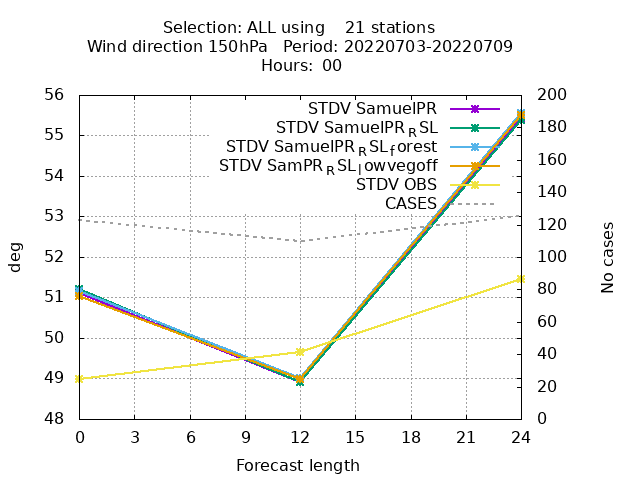 Selection: ALL using    21 stations
Wind direction 150hPa   Period: 20220703-20220709
Hours: 00
STDV SamuelPR
STDV SamuelPR_RSL
STDV SamuelPR_RSL_forest
STDV SamPR_RSL_lowvegoff
STDV OBS
CASES
56
55
54
53
52
51
50
49
48
deg
200
180
160
140
120
100
80
60
40
20
0
No cases
0 3 6 9 12 15 18 21 24
Forecast length